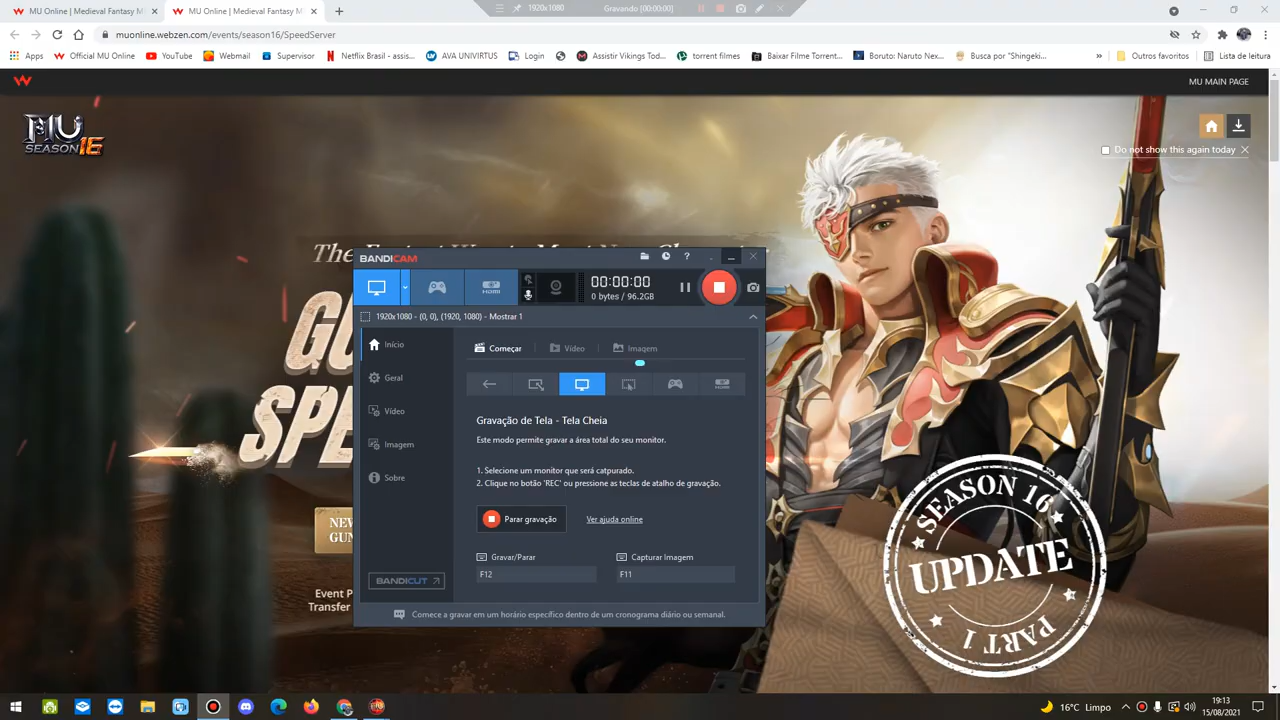 MU Online | Medieval Fantasy M
MU Online | Medieval Fantasy M
1920x1080
Gravando [00:00:00]
muonline.webzen.com/events/season16/SpeedServer
Apps
Official MU Online
YouTube
Webmail
Supervisor
Netflix Brasil - assis...
AVA UNIVIRTUS
Login
Assistir Vikings Tod...
torrent filmes
Baixar Filme Torrent...
Boruto: Naruto Nex...
Busca por "Shingeki...
»
Outros favoritos
Lista de leitura
MU MAIN PAGE
MU
SEASON 16
Do not show this again today
The
BANDICAM
HDMI
00:00:00
0 bytes / 96.2GB
1920x1080 - (0, 0), (1920, 1080) - Mostrar 1
Início
Geral
Vídeo
Imagem
Sobre
BANDICUT
Começar
Vídeo
Imagem
HDMI
Gravação de Tela - Tela Cheia
Este modo permite gravar a área total do seu monitor.
1. Selecione um monitor que será catpurado.
2. Clique no botão 'REC' ou pressione as teclas de atalho de gravação.
Parar gravação
Ver ajuda online
Gravar/Parar
F12
Capturar Imagem
F11
Comece a gravar em um horário específico dentro de um cronograma diário ou semanal.
GU
SPE
NEW
GUN
Event P
Transfer
SEASON 16
UPDATE
PART 1
16°C Limpo
19:13
15/08/2021